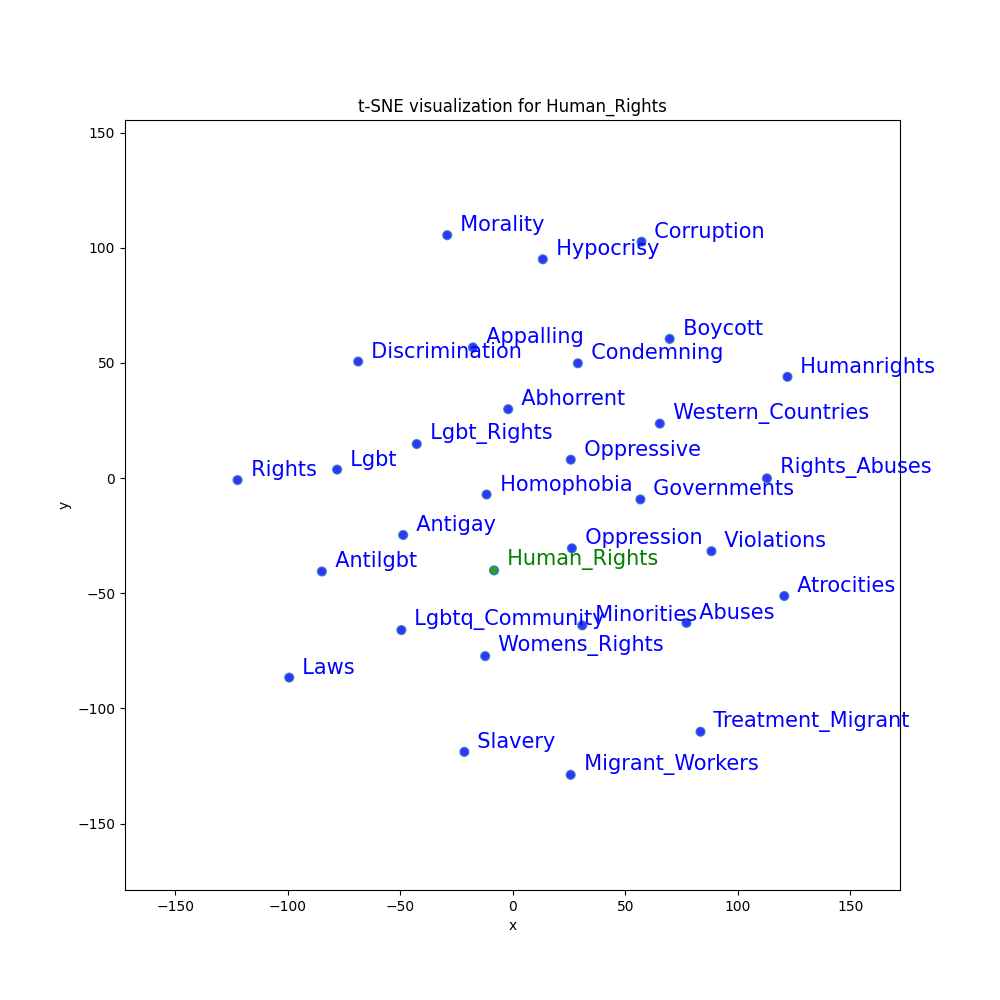 t-SNE visualization for Human_Rights
150
Morality
Corruption
Hypocrisy
100
Boycott
Appalling
Discrimination
Condemning
50
Humanrights
Abhorrent
Western_Countries
Lgbt_Rights
Oppressive
Lgbt
Rights
Rights_Abuses
0
Homophobia
Governments
y
Antigay
Oppression
Violations
Human_Rights
Antilgbt
−50
Atrocities
Lgbtq_Community
Minorities
Abuses
Womens_Rights
Laws
−100
Treatment_Migrant
Slavery
Migrant_Workers
−150
−150 −100 −50 0 50 100 150
x